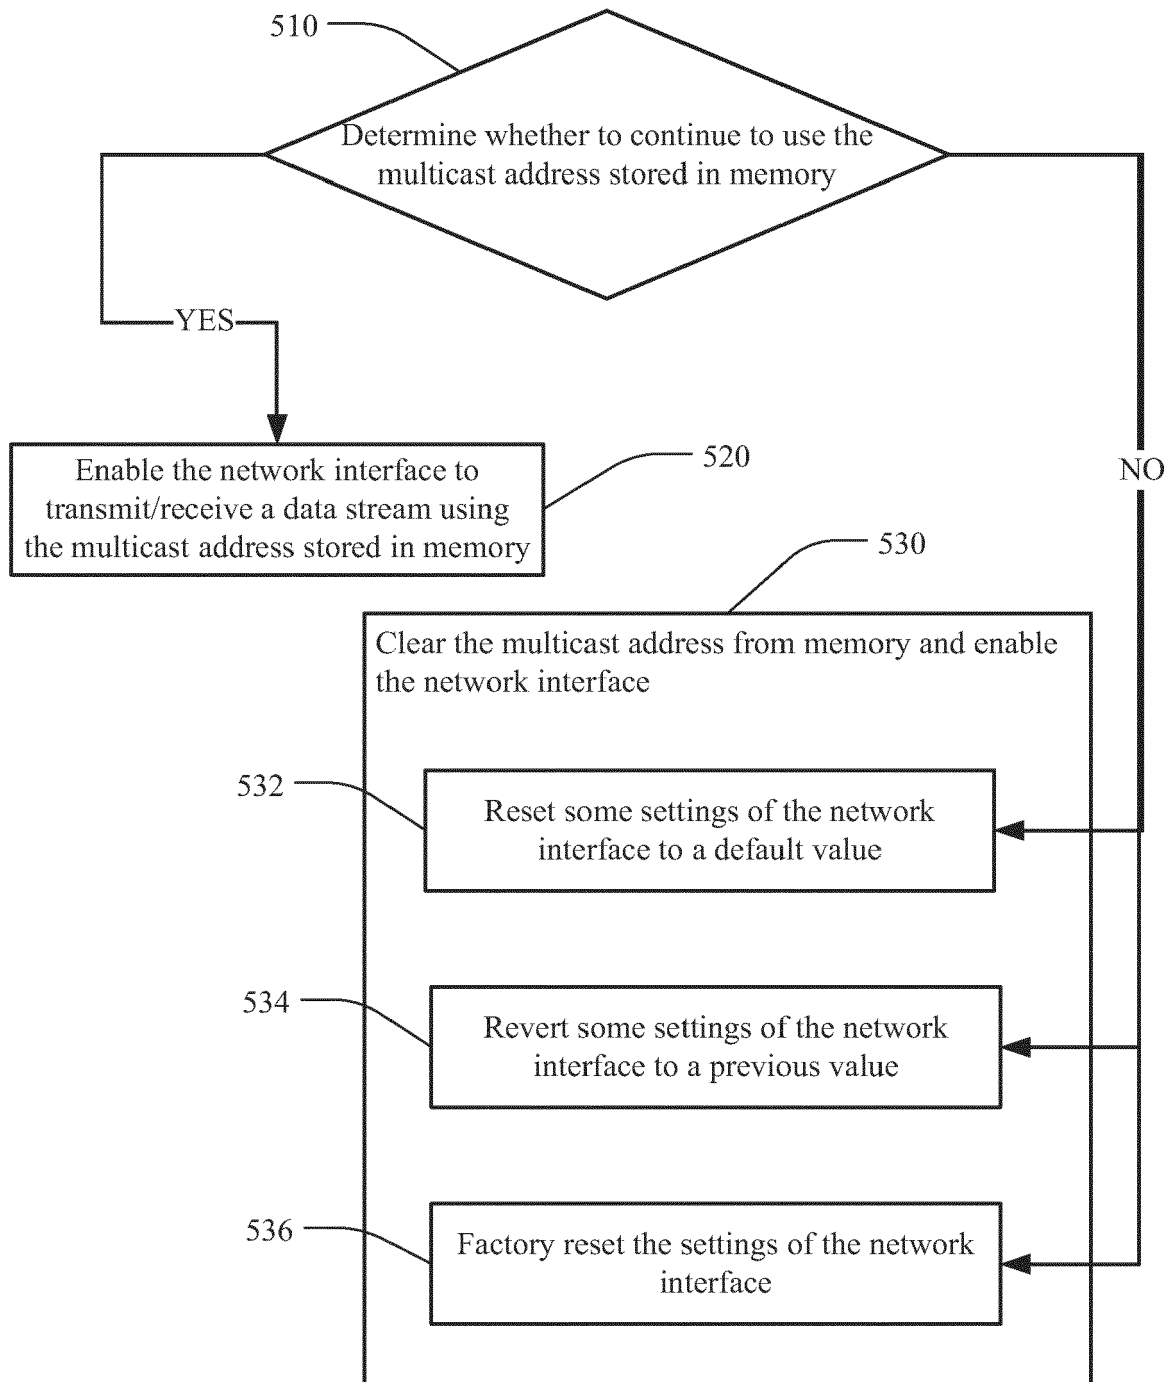 510
Determine whether to continue to use the
multicast address stored in memory
YES
NO
Enable the network interface to
transmit/receive a data stream using
the multicast address stored in memory
520
530
Clear the multicast address from memory and enable
the network interface
532
Reset some settings of the network
interface to a default value
534
Revert some settings of the network
interface to a previous value
536
Factory reset the settings of the network
interface